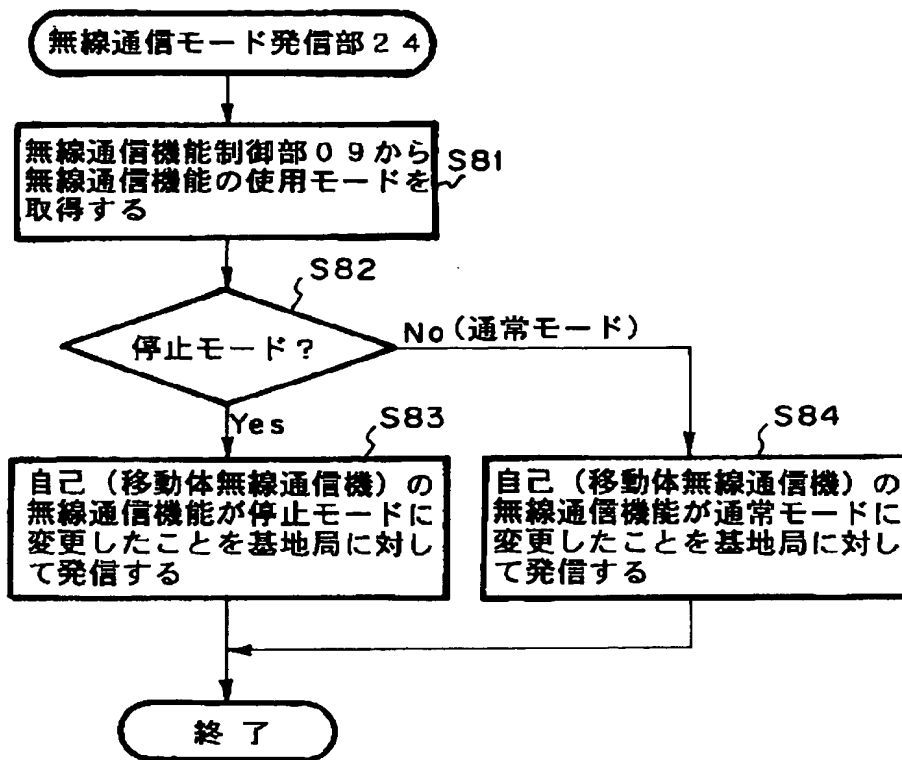 無線通信モード発信部24
無線通信機能制御部09から
無線通信機能の使用モードを
取得する
S81
S82
停止モード?
No(通常モード)
Yes
S83
自己(移動体無線通信機)の
無線通信機能が停止モードに
変更したことを基地局に対し
て発信する
S84
自己(移動体無線通信機)の
無線通信機能が通常モードに
変更したことを基地局に対し
て発信する
終了